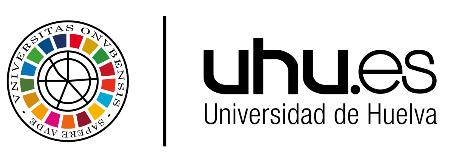 VNIVERSITAS ONVBENSIS · SAPERE AVDE ·
uhu.es
Universidad de Huelva